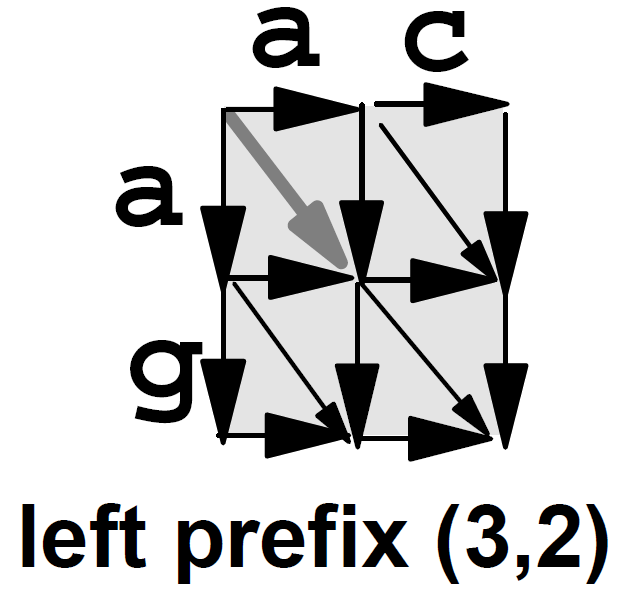 a c
a
g
left prefix (3,2)